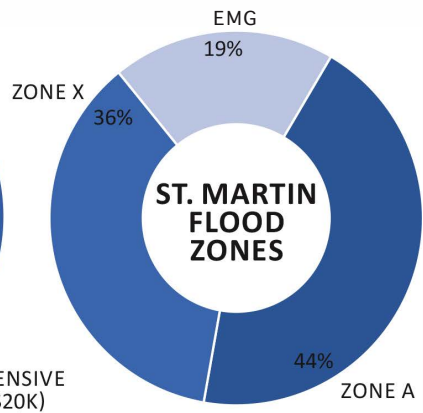 EMG
19%
ZONE X
36%
ST. MARTIN
FLOOD
ZONES
44%
ZONE A